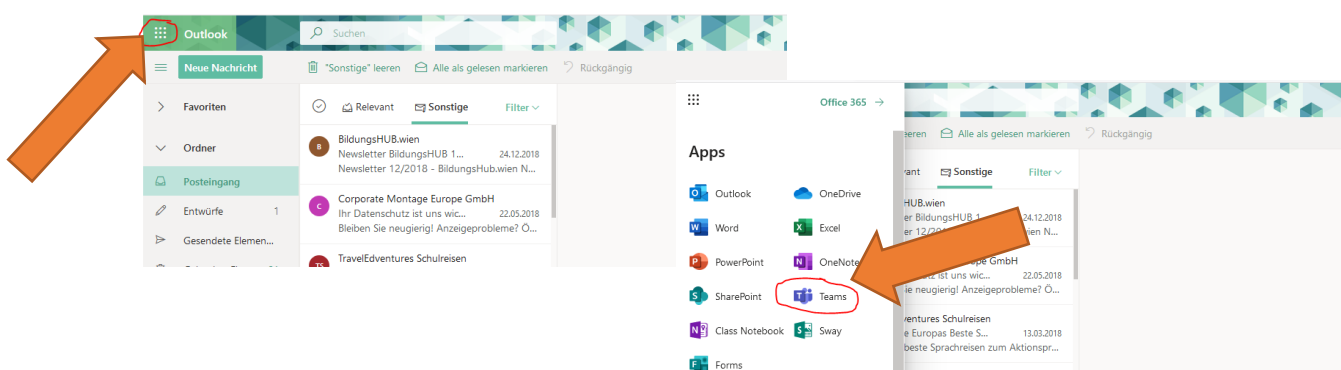 Outlook
Suchen
Neue Nachricht
"Sonstige" leeren
Alle als gelesen markieren
Rückgängig
Favoriten
Relevant
Sonstige
Filter
Ordner
B
BildungsHUB.wien
Newsletter BildungsHUB 1... 24.12.2018
Newsletter 12/2018 - BildungsHub.wien N...
Posteingang
Entwürfe 1
C
Corporate Montage Europe GmbH
Ihr Datenschutz ist uns wic... 22.05.2018
Bleiben Sie neugierig! Anzeigeprobleme? Ö...
Gesendete Elemen...
TS
TravelEdventures Schulreisen
Office 365 →
Apps
Outlook
OneDrive
Word
Excel
PowerPoint
OneNote
SharePoint
Teams
Class Notebook
Sway
Forms
eeren
Alle als gelesen markieren
Rückgängig
vant
Sonstige
Filter
HUB.wien
er BildungsHUB 1... 24.12.2018
er 12/20
ien N...
pe GmbH
z ist uns wic... 22.05.2018
ie neugierig! Anzeigeprobleme? Ö...
ventures Schulreisen
e Europas Beste S... 13.03.2018
beste Sprachreisen zum Aktionspr...